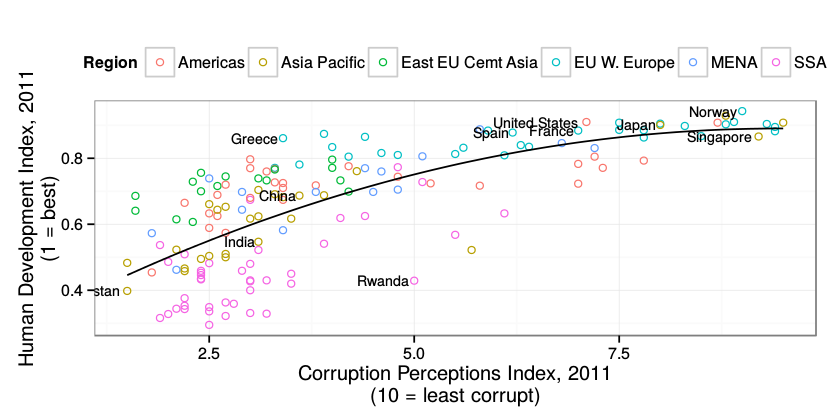 Region Americas Asia Pacific East EU Cemt Asia EU W. Europe MENA SSA
Human Development Index, 2011
(1 = best)
0.8
0.6
0.4
Norway
United States
Japan
Spain
France
Singapore
Greece
China
India
Rwanda
stan
2.5 5.0 7.5
Corruption Perceptions Index, 2011
(10 = least corrupt)